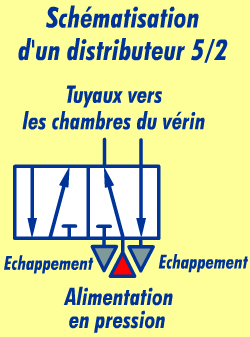 Schématisation
d'un distributeur 5/2
Tuyaux vers
les chambres du vérin
Echappement
Echappement
Alimentation
en pression